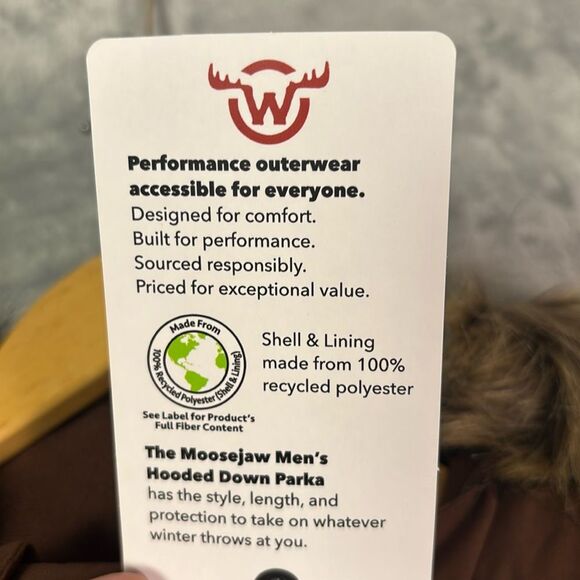 W
Performance outerwear
accessible for everyone.
Designed for comfort.
Built for performance.
Sourced responsibly.
Priced for exceptional value.
Made From
100% Recycled Polyester (Shell & Lining)
See Label for Product's
Full Fiber Content
Shell & Lining
made from 100%
recycled polyester
The Moosejaw Men's
Hooded Down Parka
has the style, length, and
protection to take on whatever
winter throws at you.